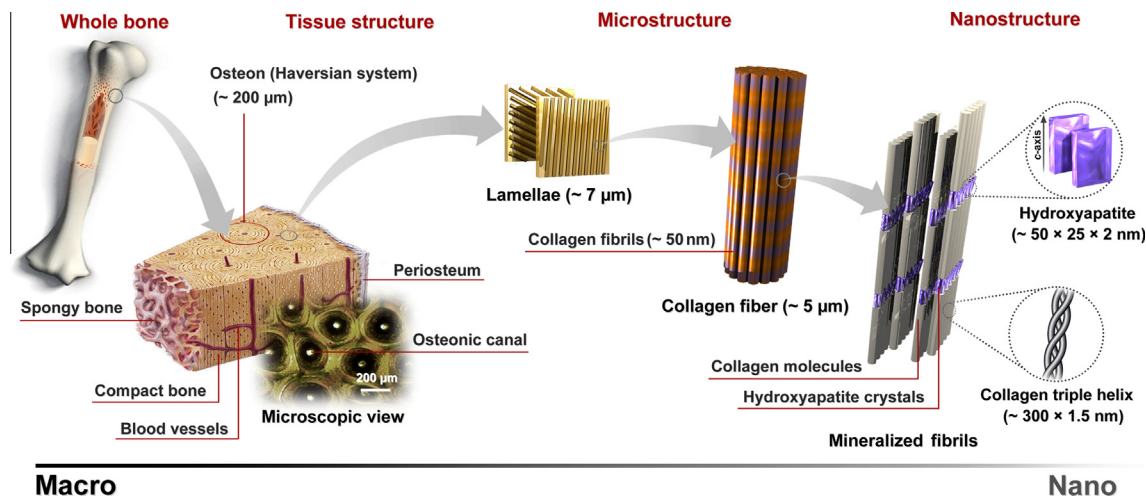 Whole bone
Tissue structure
Microstructure
Nanostructure
Osteon (Haversian system)
(~ 200 µm)
Lamellae (~ 7 µm)
Collagen fibrils (~ 50 nm)
Collagen fiber (~ 5 µm)
c-axis
Hydroxyapatite
(~ 50 × 25 × 2 nm)
Periosteum
Spongy bone
Osteonic canal
200 µm
Compact bone
Microscopic view
Blood vessels
Collagen molecules
Hydroxyapatite crystals
Collagen triple helix
(~ 300 × 1.5 nm)
Mineralized fibrils
Macro
Nano